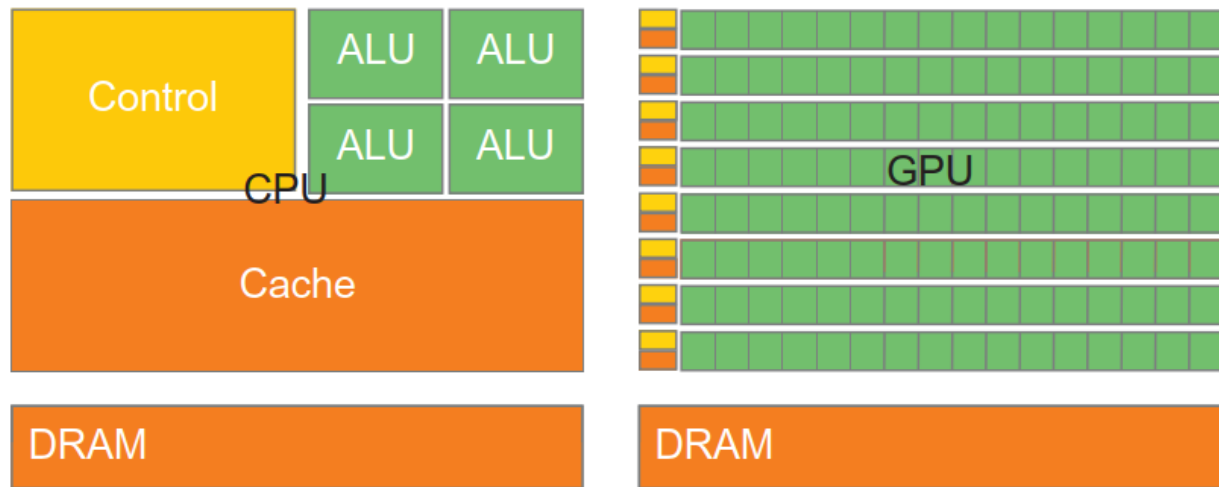 Control
ALU ALU
ALU ALU
CPU
Cache
DRAM
GPU
DRAM